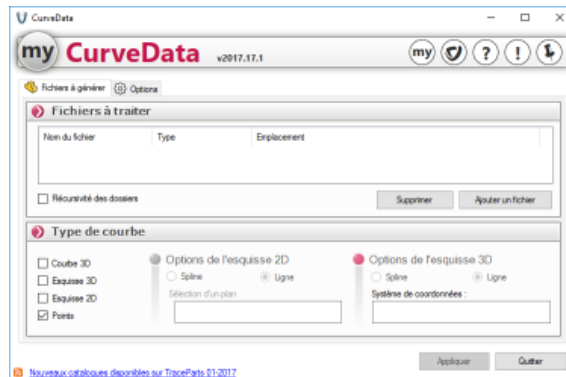 CurveData
my CurveData v2017.17.1 my ? !
Fichiers à générer Options
Fichiers à traiter
Nom du fichier Type Emplacement
Récursivité des dossiers Supprimer Ajouter un fichier
Type de courbe
Courbe 3D Options de l'esquisse 2D Options de l'esquisse 3D
Esquisse 3D Spline Ligne Spline Ligne
Esquisse 2D Sélection d'un plan Système de coordonnées :
Points
Appliquer Quitter
Nouveaux catalogues disponibles sur TraceParts 01-2017